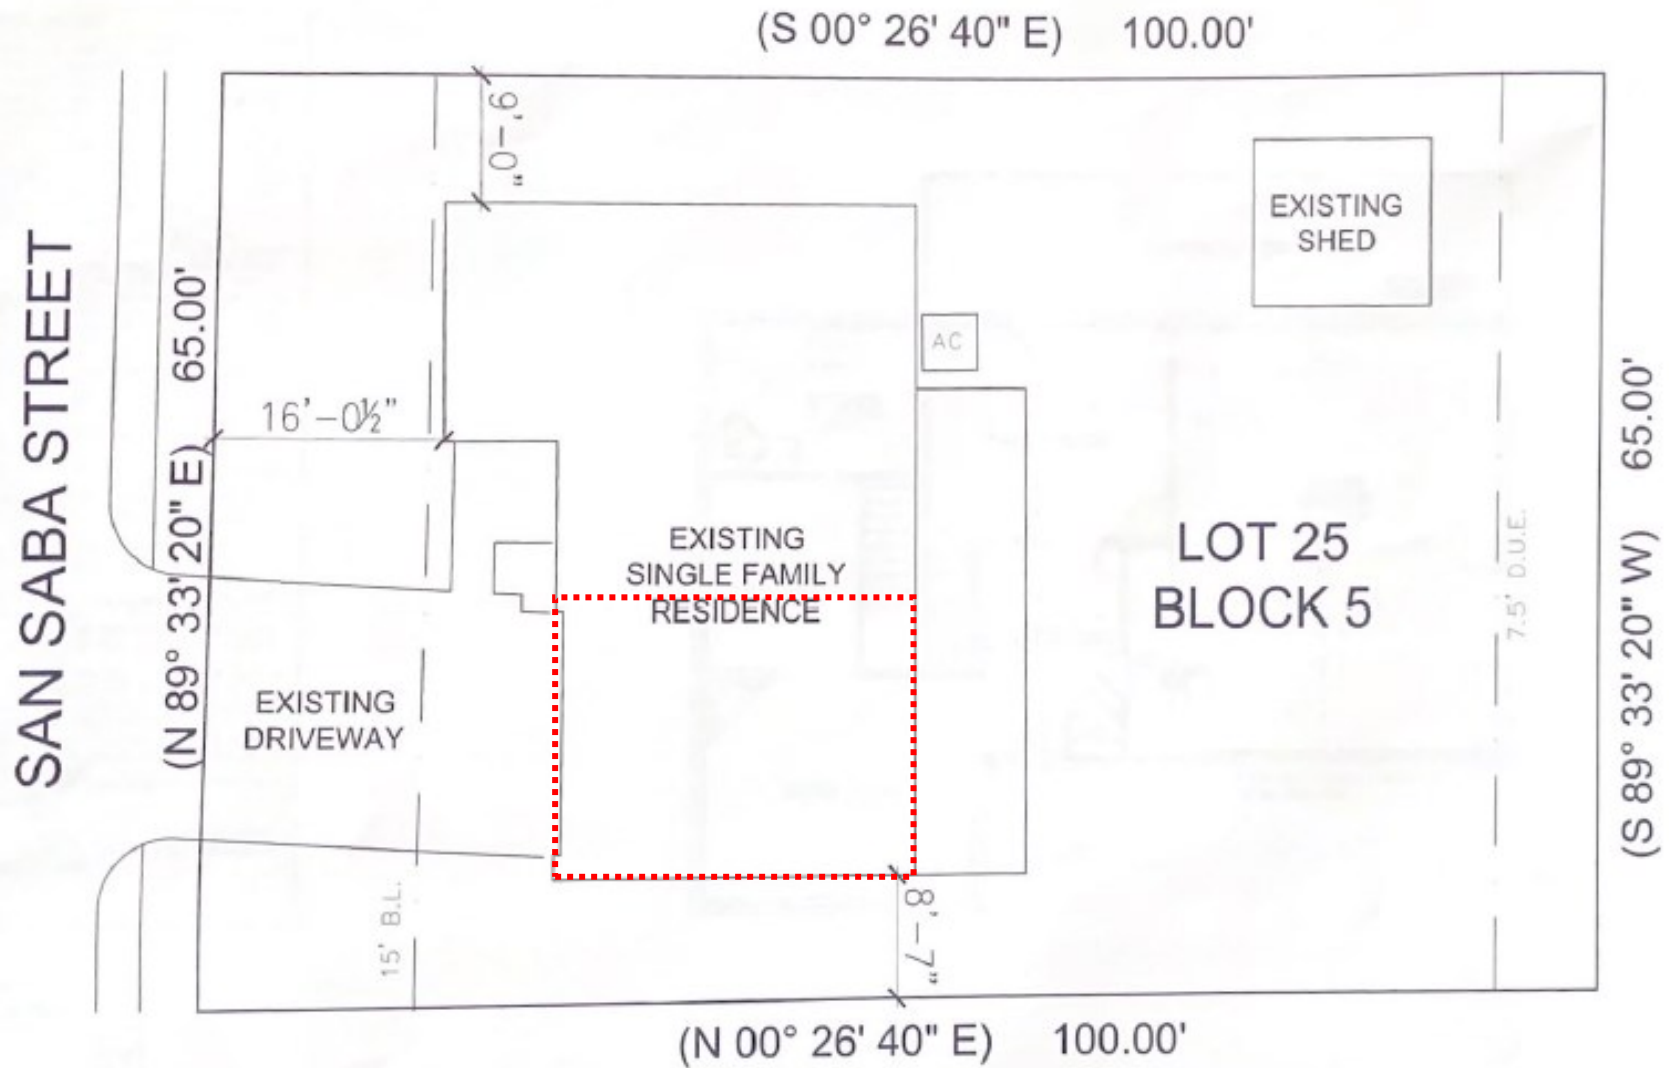 (S 00° 26' 40" E) 100.00'
9'-0"
EXISTING
SHED
AC
SAN SABA STREET
(N 89° 33' 20" E) 65.00'
16'-0½"
EXISTING
SINGLE FAMILY
RESIDENCE
LOT 25
BLOCK 5
7.5' D.U.E.
(S 89° 33' 20" W) 65.00'
EXISTING
DRIVEWAY
15' B.L.
8'-7"
(N 00° 26' 40" E) 100.00'